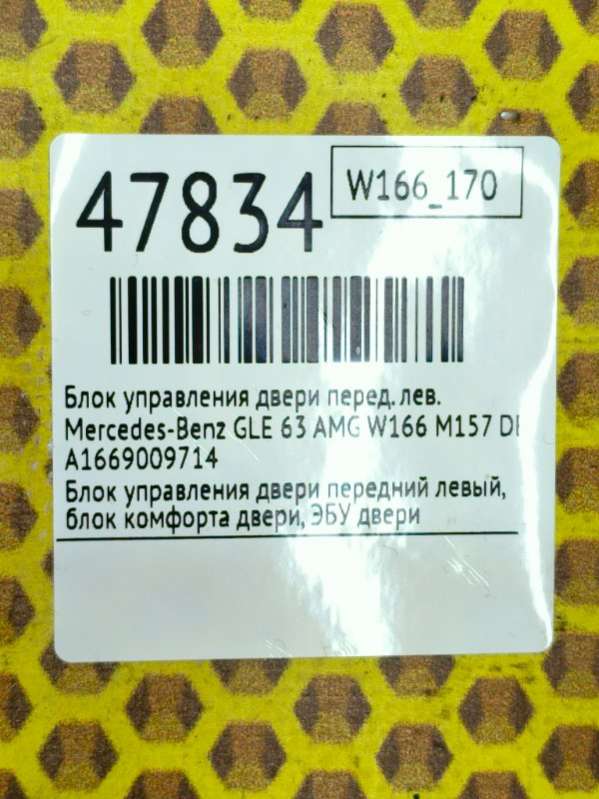 47834
W166_170
Блок управления двери перед. лев.
Mercedes-Benz GLE 63 AMG W166 M157 DE
A1669009714
Блок управления двери передний левый,
блок комфорта двери, ЭБУ двери